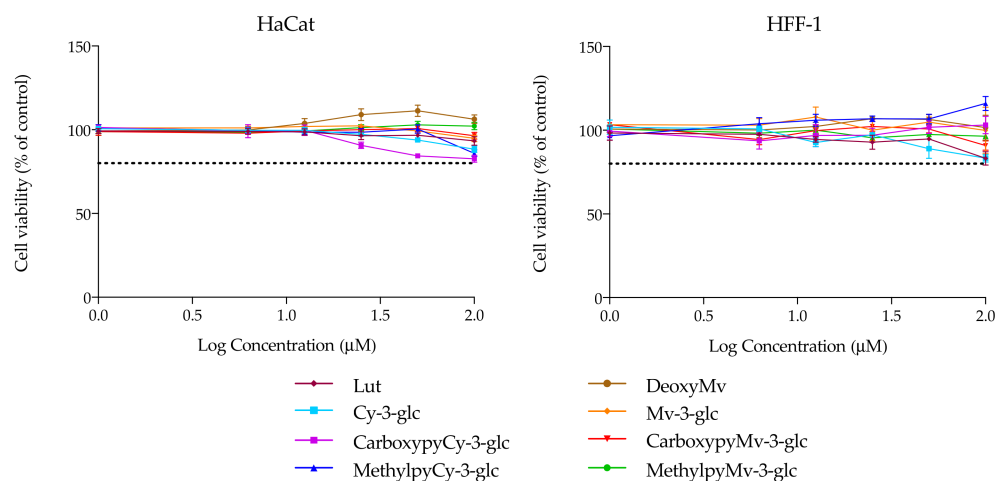 HaCat
HFF-1
150
100
50
0
Cell viability (% of control)
0.0
0.5
1.0
1.5
2.0
Log Concentration (µM)
150
100
50
0
Cell viability (% of control)
0.0
0.5
1.0
1.5
2.0
Log Concentration (µM)
Lut
Cy-3-glc
CarboxypyCy-3-glc
MethylpyCy-3-glc
DeoxyMv
Mv-3-glc
CarboxypyMv-3-glc
MethylpyMv-3-glc